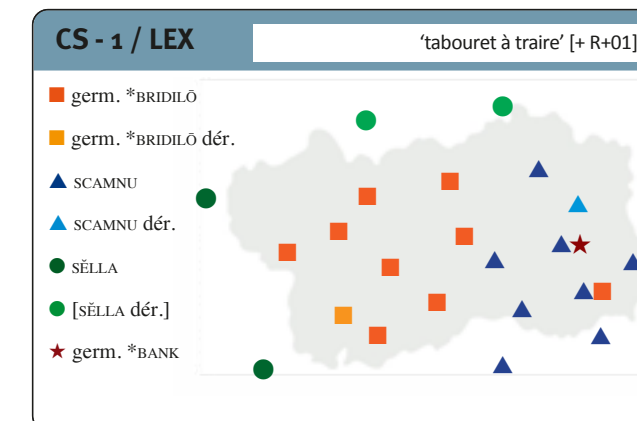 CS - 1 / LEX
‘tabouret à traire’ [+ R+01]
germ. *BRIDILŌ
germ. *BRIDILŌ dér.
SCAMNU
SCAMNU dér.
SĔLLA
[SĔLLA dér.]
germ. *BANK